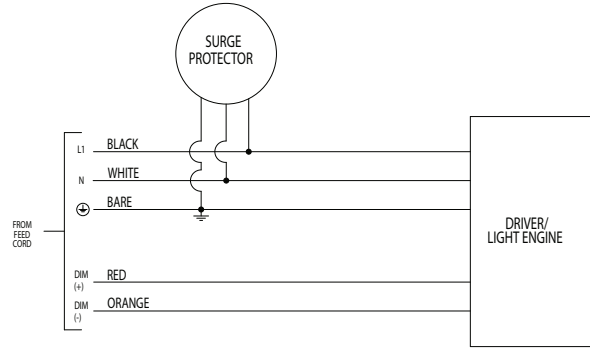 SURGE
PROTECTOR
L1 BLACK
N WHITE
BARE
FROM
FEED
CORD
DRIVER/
LIGHT ENGINE
DIM
(+)
RED
DIM
(-)
ORANGE